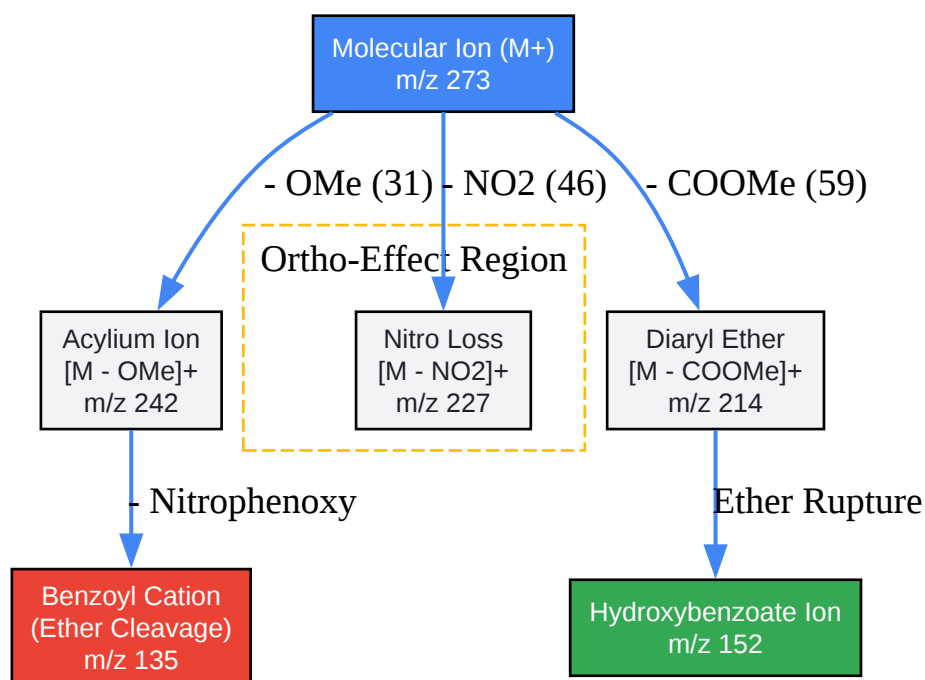 Molecular Ion (M+)
m/z 273
- OMe (31)
- NO2 (46)
- COOMe (59)
Ortho-Effect Region
Acylium Ion
[M - OMe]+
m/z 242
Nitro Loss
[M - NO2]+
m/z 227
Diaryl Ether
[M - COOMe]+
m/z 214
- Nitrophenoxy
Ether Rupture
Benzoyl Cation
(Ether Cleavage)
m/z 135
Hydroxybenzoate Ion
m/z 152